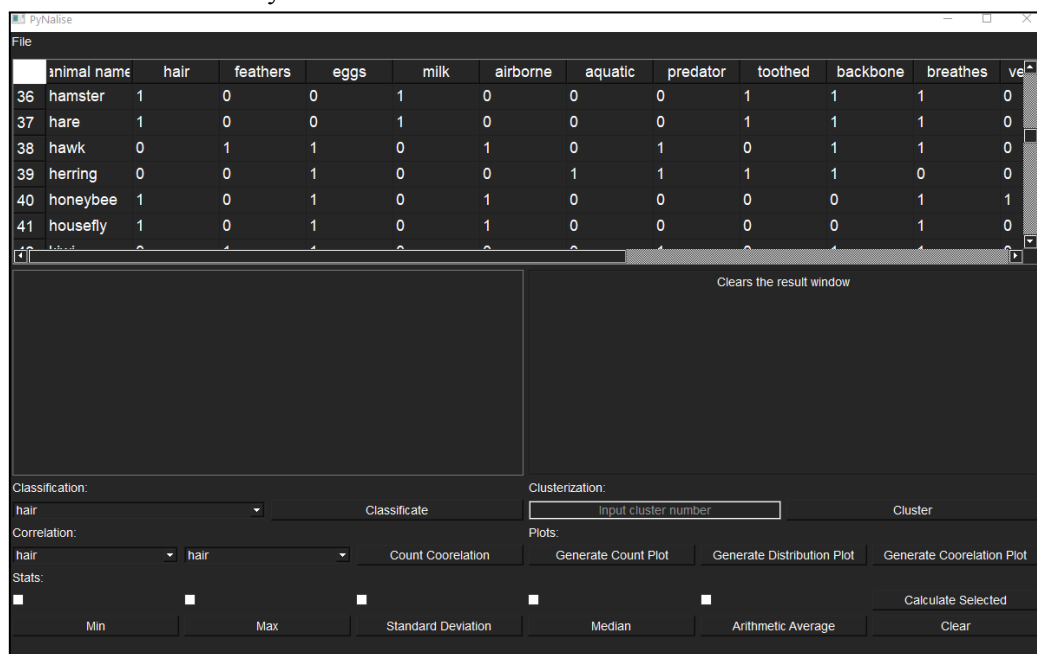 PyNalise
File
animal name hair feathers eggs milk airborne aquatic predator toothed backbone breathes ve
36 hamster 1 0 0 1 0 0 0 1 1 1 0
37 hare 1 0 0 1 0 0 0 1 1 1 0
38 hawk 0 1 1 0 1 0 1 0 1 1 0
39 herring 0 0 1 0 0 1 1 1 1 0 0
40 honeybee 1 0 1 0 1 0 0 0 0 1 1
41 housefly 1 0 1 0 1 0 0 0 0 1 0
Clears the result window
Classification: Clusterization:
hair Classificate Input cluster number Cluster
Correlation: Plots:
hair hair Count Coorelation Generate Count Plot Generate Distribution Plot Generate Coorelation Plot
Stats:
Calculate Selected
Min Max Standard Deviation Median Arithmetic Average Clear